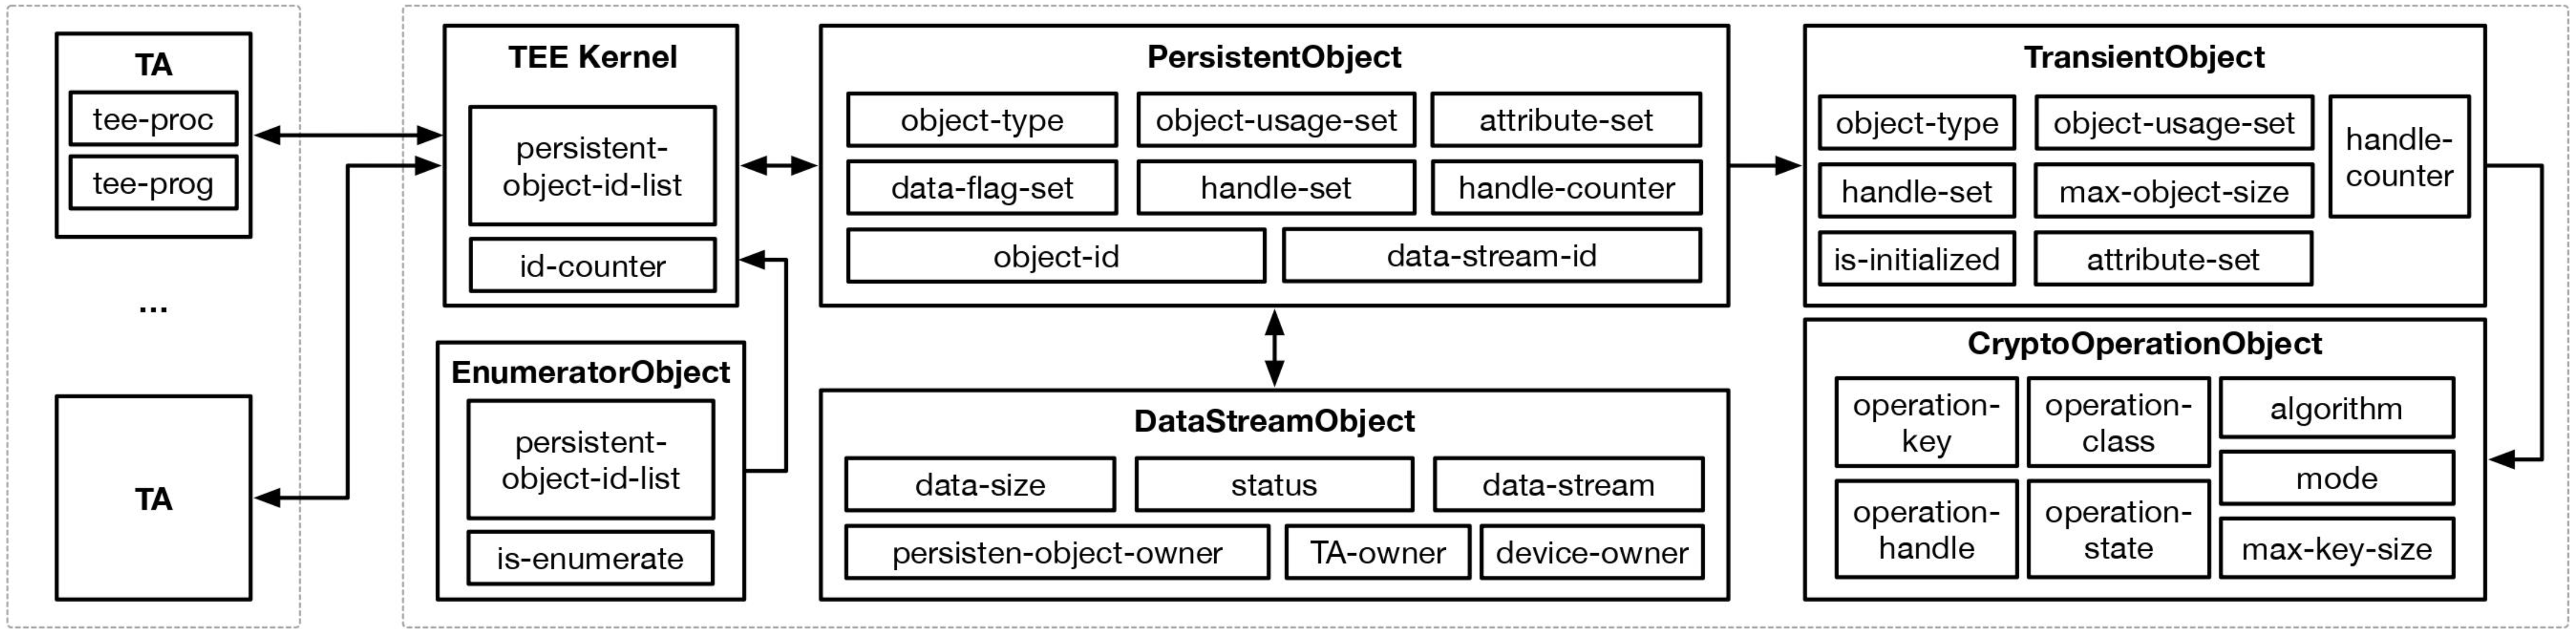 TA
tee-proc
tee-prog
...
TA
TEE Kernel
persistent-
object-id-list
id-counter
EnumeratorObject
persistent-
object-id-list
is-enumerate
PersistentObject
object-type
object-usage-set
attribute-set
data-flag-set
handle-set
handle-counter
object-id
data-stream-id
DataStreamObject
data-size
status
data-stream
persisten-object-owner
TA-owner
device-owner
TransientObject
object-type
object-usage-set
handle-
counter
handle-set
max-object-size
is-initialized
attribute-set
CryptoOperationObject
operation-
key
operation-
class
algorithm
mode
operation-
handle
operation-
state
max-key-size